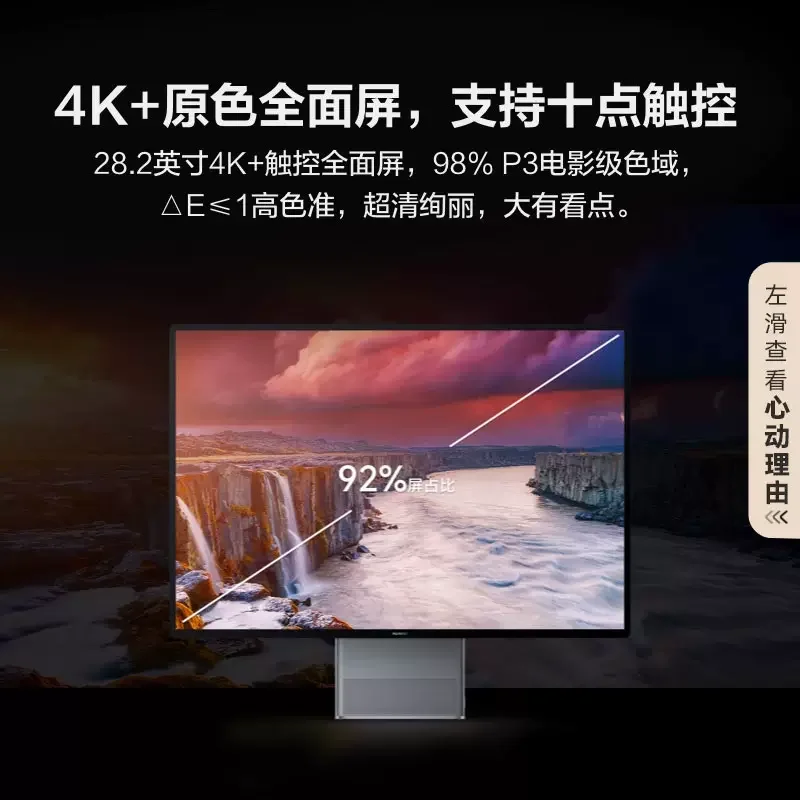 4K+原色全面屏，支持十点触控
28.2英寸4K+触控全面屏，98% P3电影级色域，
△E≤1高色准，超清绚丽，大有看点。
左滑查看心动理由
92%屏占比
HUAWEI